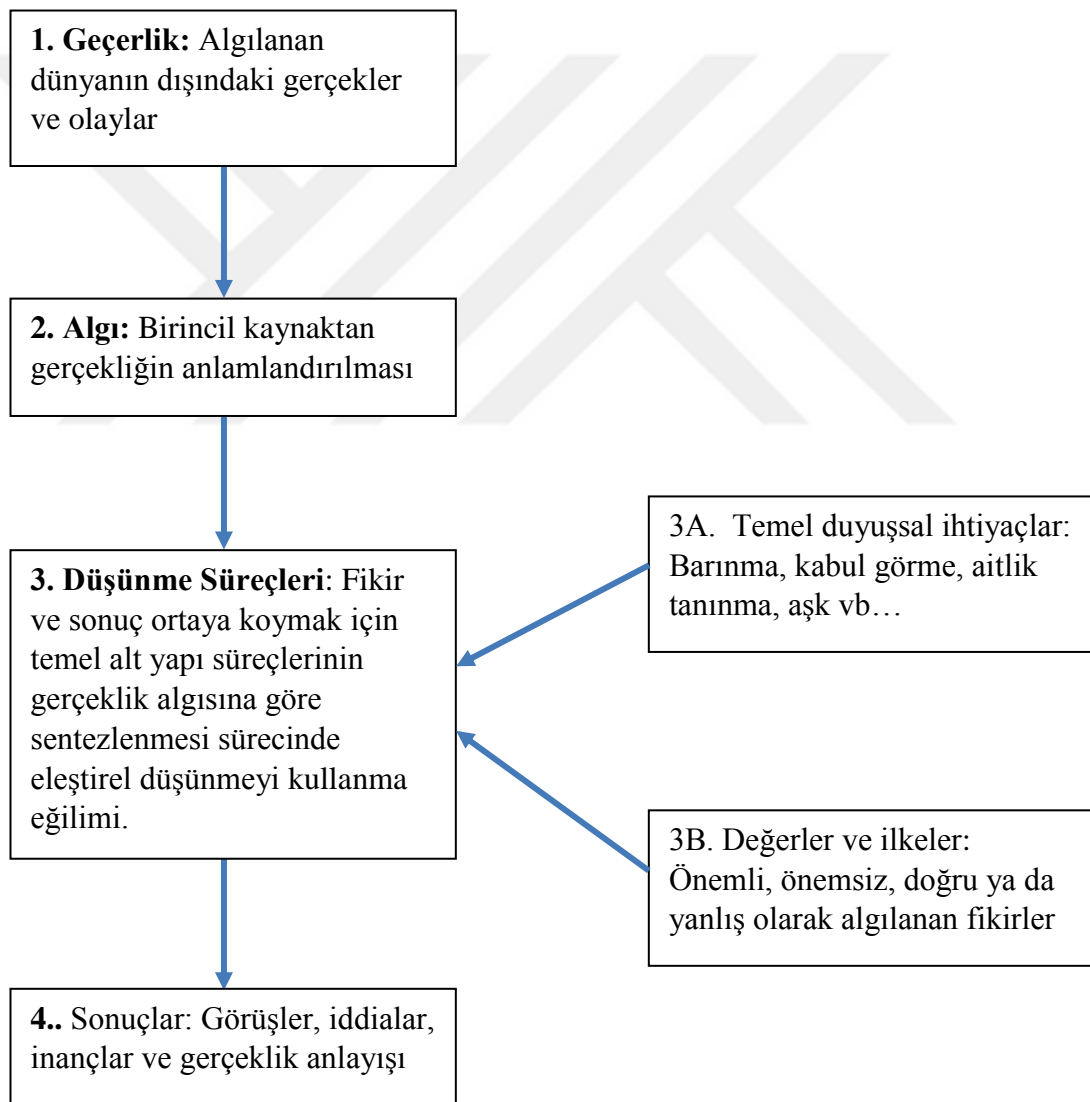 1. Geçerlik: Algılanan
dünyanın dışındaki gerçekler
ve olaylar
2. Algı: Birincil kaynaktan
gerçekliğin anlamlandırılması
3. Düşünme Süreçleri: Fikir
ve sonuç ortaya koymak için
temel alt yapı süreçlerinin
gerçeklik algısına göre
sentezlenmesi sürecinde
eleştirel düşünmeyi kullanma
eğilimi.
3A. Temel duyuşsal ihtiyaçlar:
Barınma, kabul görme, aitlik
tanınma, aşk vb…
3B. Değerler ve ilkeler:
Önemli, önemsiz, doğru ya da
yanlış olarak algılanan fikirler
4.. Sonuçlar: Görüşler, iddialar,
inançlar ve gerçeklik anlayışı